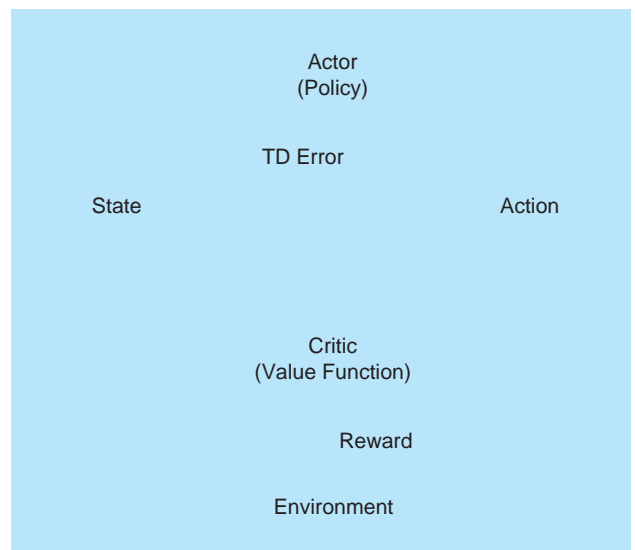 Actor
(Policy)
TD Error
State
Action
Critic
(Value Function)
Reward
Environment